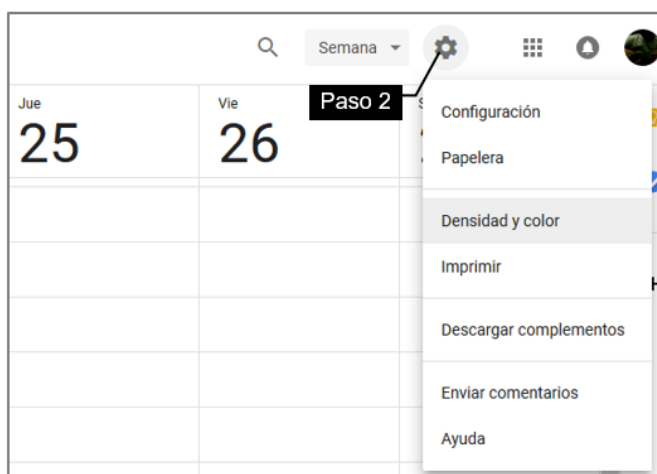 Semana
Jue
Vie
Paso 2
25
26
Configuración
Papelera
Densidad y color
Imprimir
Descargar complementos
Enviar comentarios
Ayuda